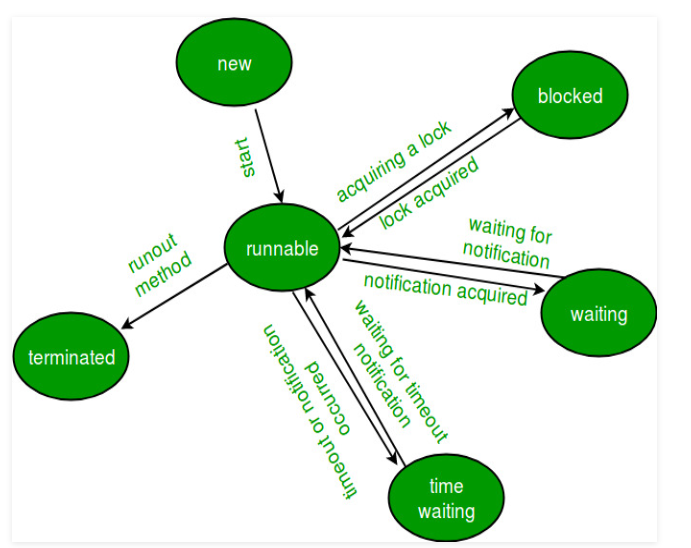 new
blocked
start
acquiring a lock
lock acquired
runnable
waiting for
notification
notification acquired
waiting
runout
method
terminated
timeout or notification
occurred
waiting for timeout
notification
time
waiting